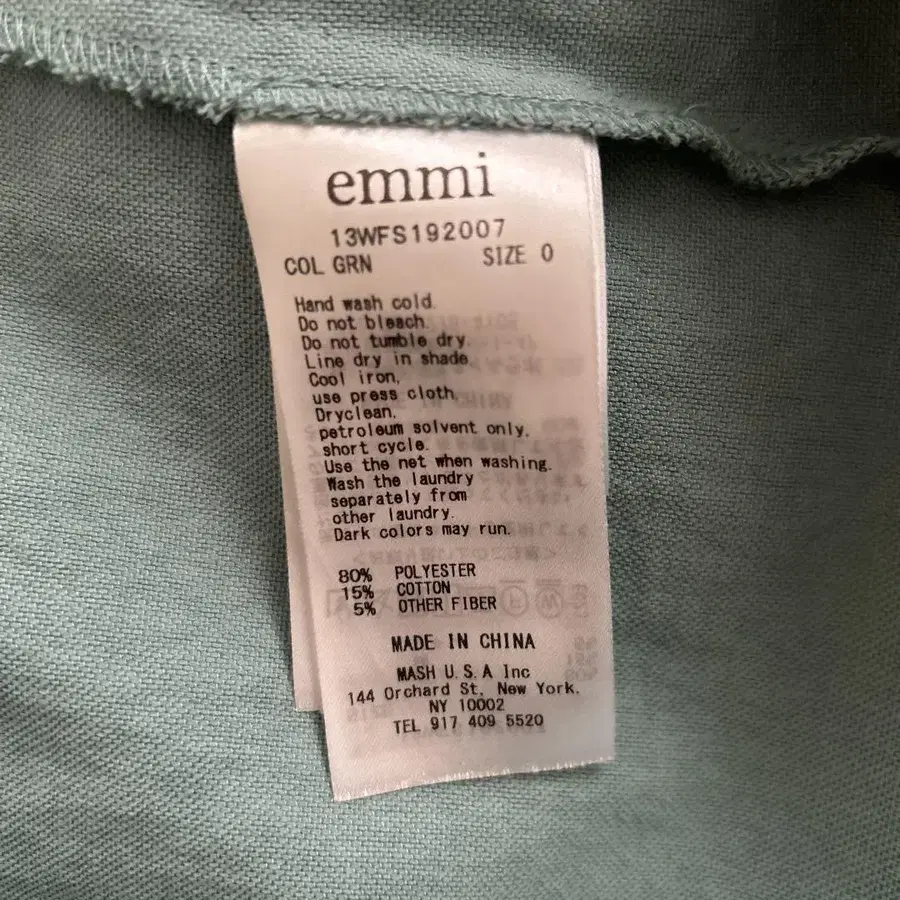 emmi
13WFS192007
COL GRN SIZE 0
Hand wash cold.
Do not bleach.
Do not tumble dry.
Line dry in shade.
Cool iron,
use press cloth.
Dryclean,
petroleum solvent only,
short cycle.
Use the net when washing.
Wash the laundry
separately from
other laundry.
Dark colors may run.
80% POLYESTER
15% COTTON
5% OTHER FIBER
MADE IN CHINA
MASH U.S.A Inc
144 Orchard St, New York.
NY 10002
TEL 917 409 5520